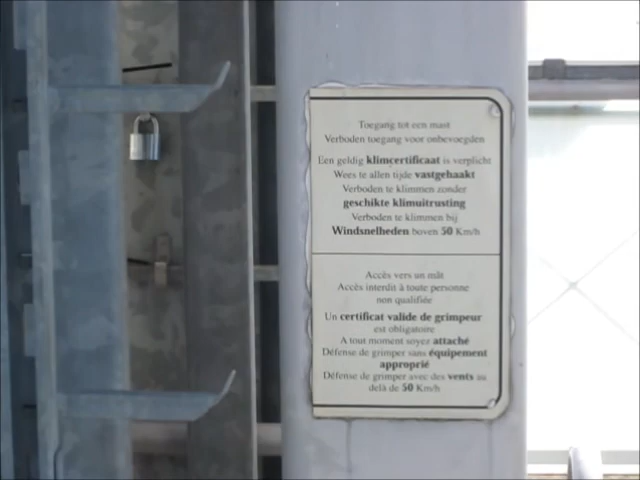 Toegang tot een mast
Verboden toegang voor onbevoegden
Een geldig klimcertificaat is verplicht
Wees te allen tijde vastgehaakt
Verboden te klimmen zonder
geschikte klimuitrusting
Verboden te klimmen bij
Windsnelheden boven 50 Km/h
Accès vers un mât
Accès interdit à toute personne
non qualifiée
Un certificat valide de grimpeur
est obligatoire
A tout moment soyez attaché
Défense de grimper sans équipement
approprié
Défense de grimper avec des vents au
delà de 50 Km/h